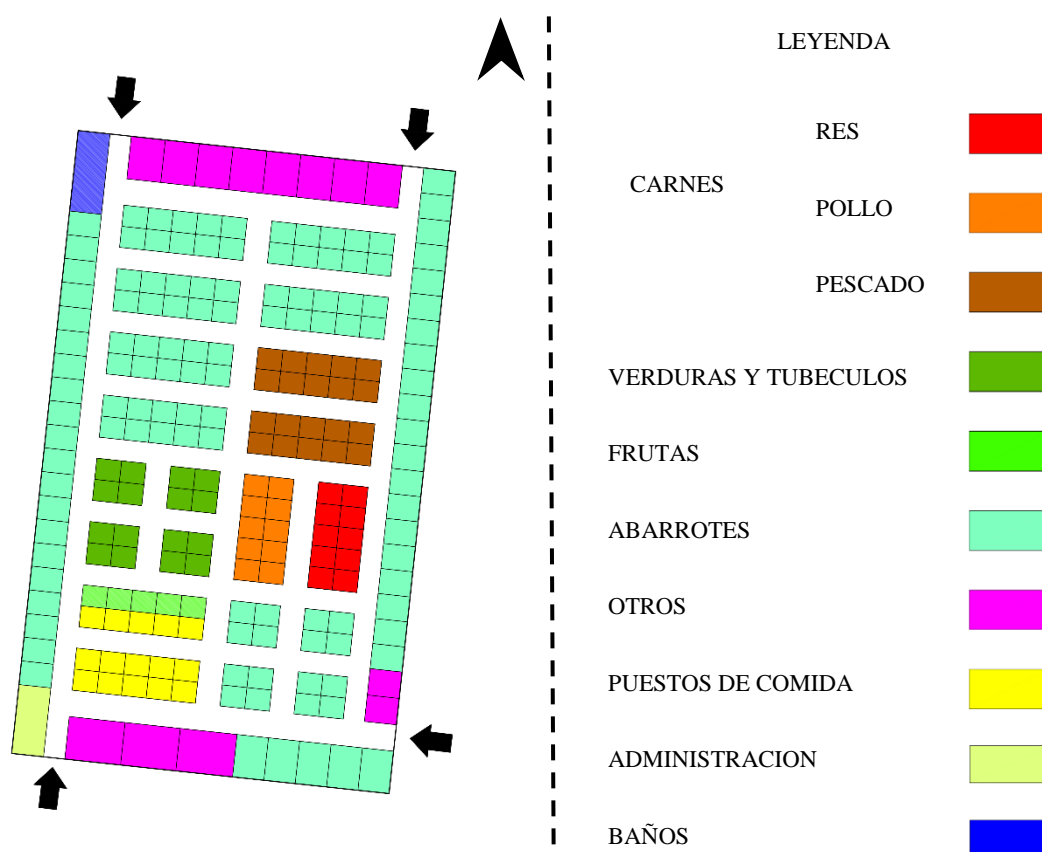 LEYENDA
RES
CARNES
POLLO
PESCADO
VERDURAS Y TUBECULOS
FRUTAS
ABARROTES
OTROS
PUESTOS DE COMIDA
ADMINISTRACION
BAÑOS